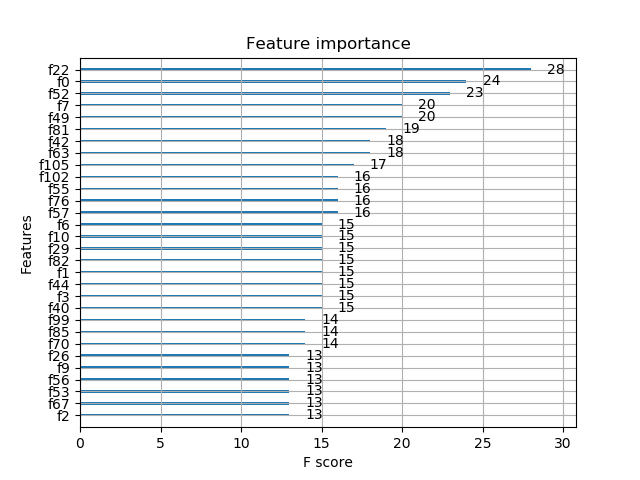 Feature importance
Features
f22 28
f0 24
f52 23
f7 20
f49 20
f81 19
f42 18
f63 18
f105 17
f102 16
f55 16
f76 16
f57 16
f6 15
f10 15
f29 15
f82 15
f1 15
f44 15
f3 15
f40 15
f99 14
f85 14
f70 14
f26 13
f9 13
f56 13
f53 13
f67 13
f2 13
0 5 10 15 20 25 30
F score